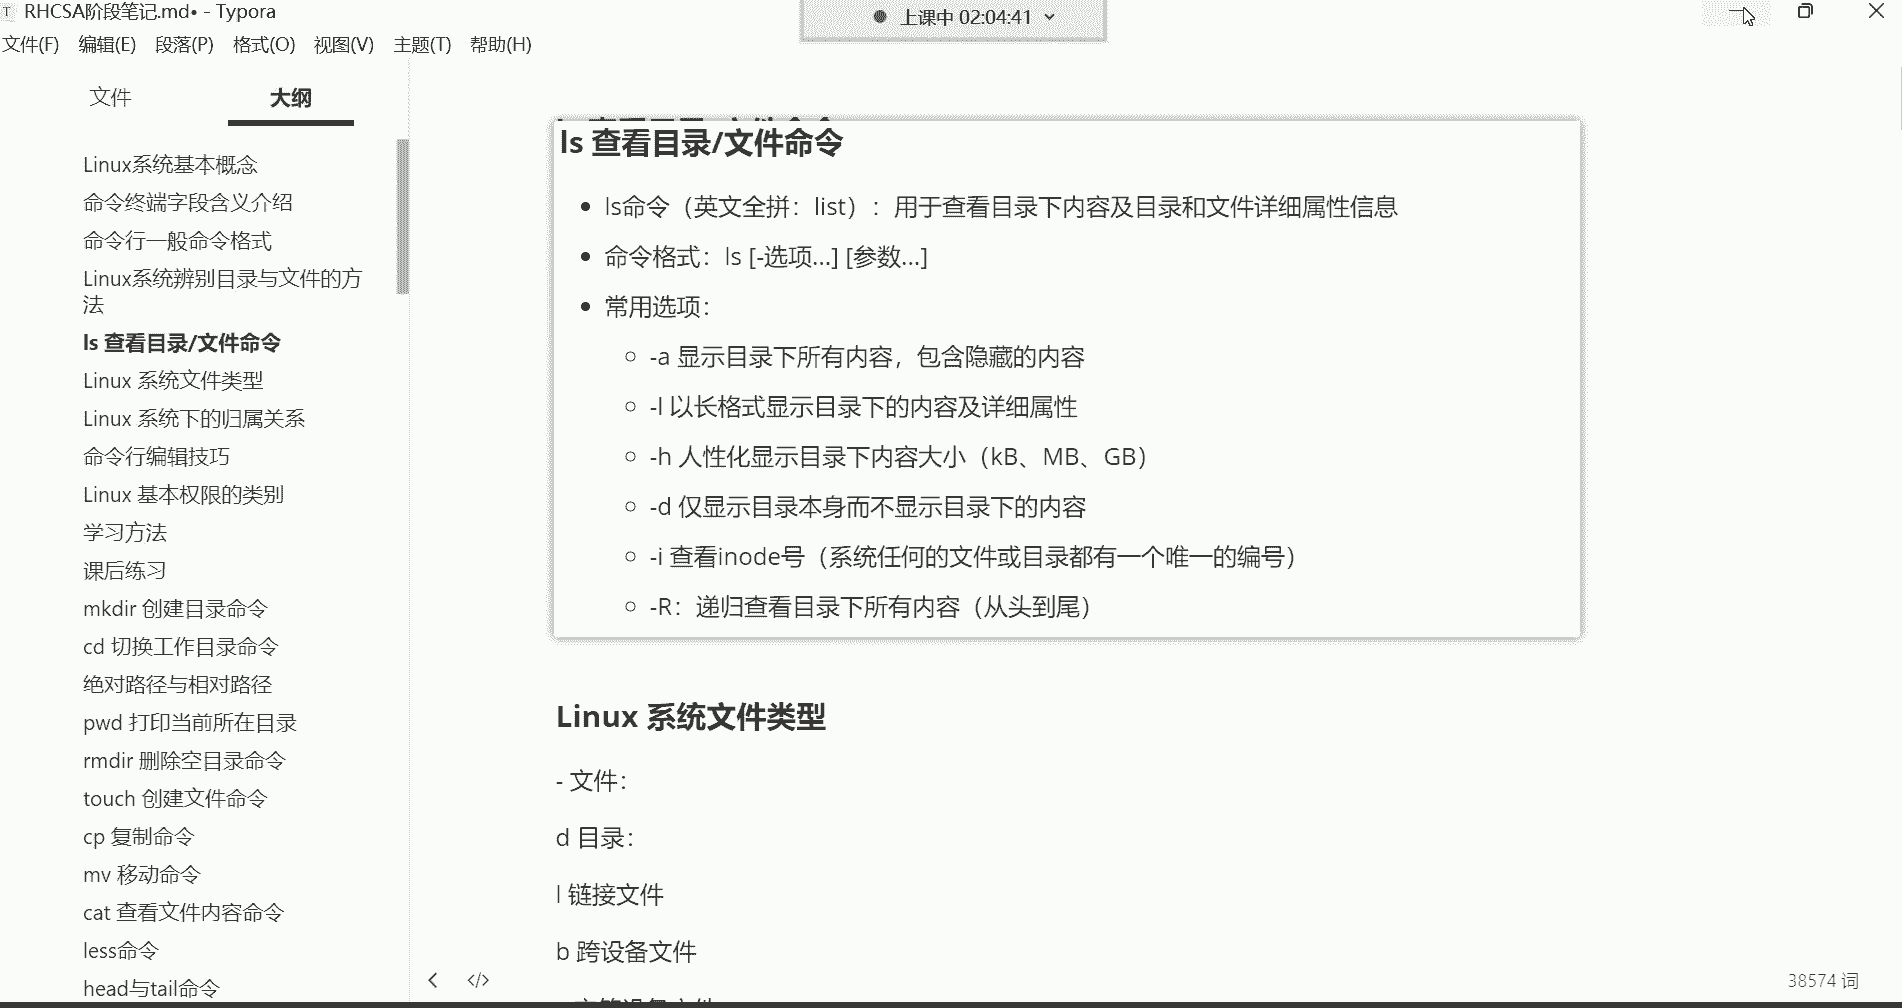 RHCSA阶段笔记.md• - Typora
上课中 02:04:41
文件(F) 编辑(E) 段落(P) 格式(O) 视图(V) 主题(T) 帮助(H)
文件 大纲
Linux系统基本概念
命令终端字段含义介绍
命令行一般命令格式
Linux系统辨别目录与文件的方
法
ls 查看目录/文件命令
Linux 系统文件类型
Linux 系统下的归属关系
命令行编辑技巧
Linux 基本权限的类别
学习方法
课后练习
mkdir 创建目录命令
cd 切换工作目录命令
绝对路径与相对路径
pwd 打印当前所在目录
rmdir 删除空目录命令
touch 创建文件命令
cp 复制命令
mv 移动命令
cat 查看文件内容命令
less命令
head与tail命令
ls 查看目录/文件命令
ls命令（英文全拼：list）：用于查看目录下内容及目录和文件详细属性信息
命令格式：ls [-选项...] [参数...]
常用选项：
-a 显示目录下所有内容，包含隐藏的内容
-l 以长格式显示目录下的内容及详细属性
-h 人性化显示目录下内容大小（kB、MB、GB）
-d 仅显示目录本身而不显示目录下的内容
-i 查看inode号（系统任何的文件或目录都有一个唯一的编号）
-R：递归查看目录下所有内容（从头到尾）
Linux 系统文件类型
- 文件：
d 目录：
l 链接文件
b 跨设备文件
38574 词